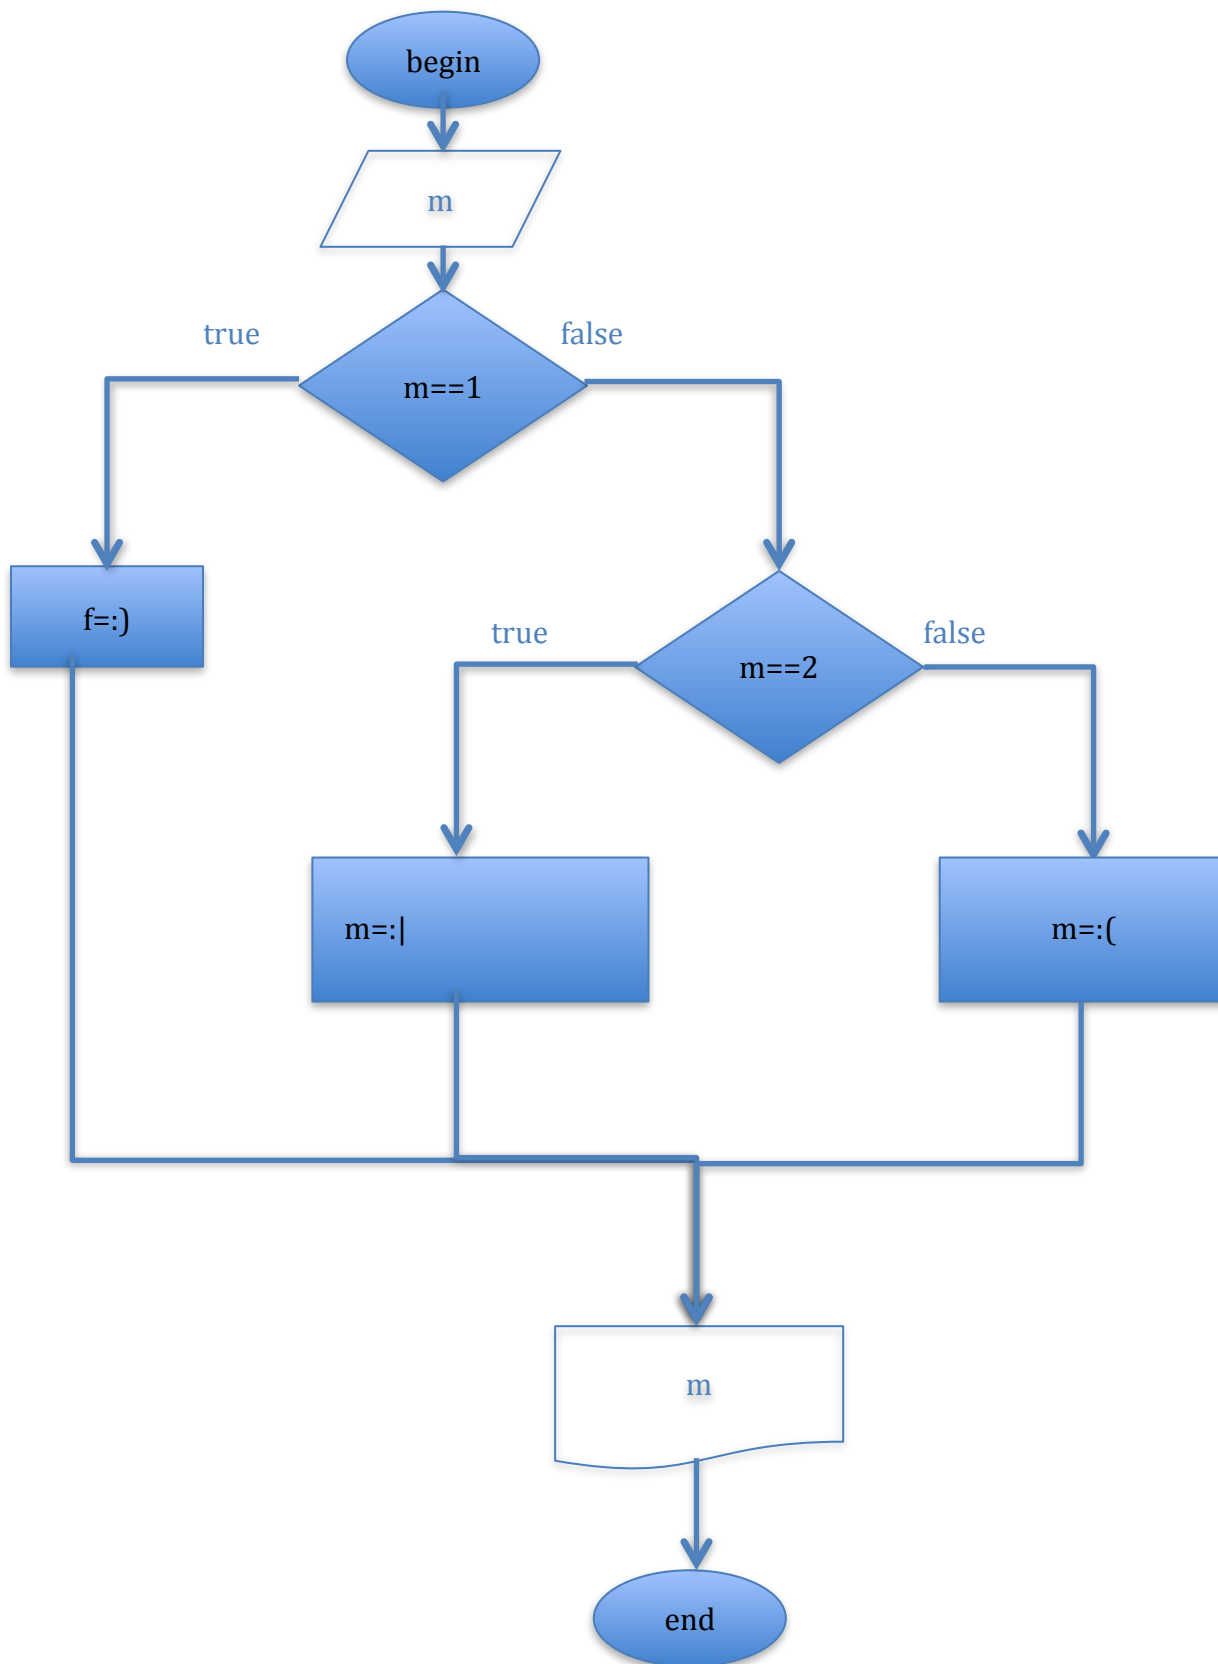 begin
m
true
false
m==1
f=:)
true
false
m==2
m=:|
m=:(
m
end